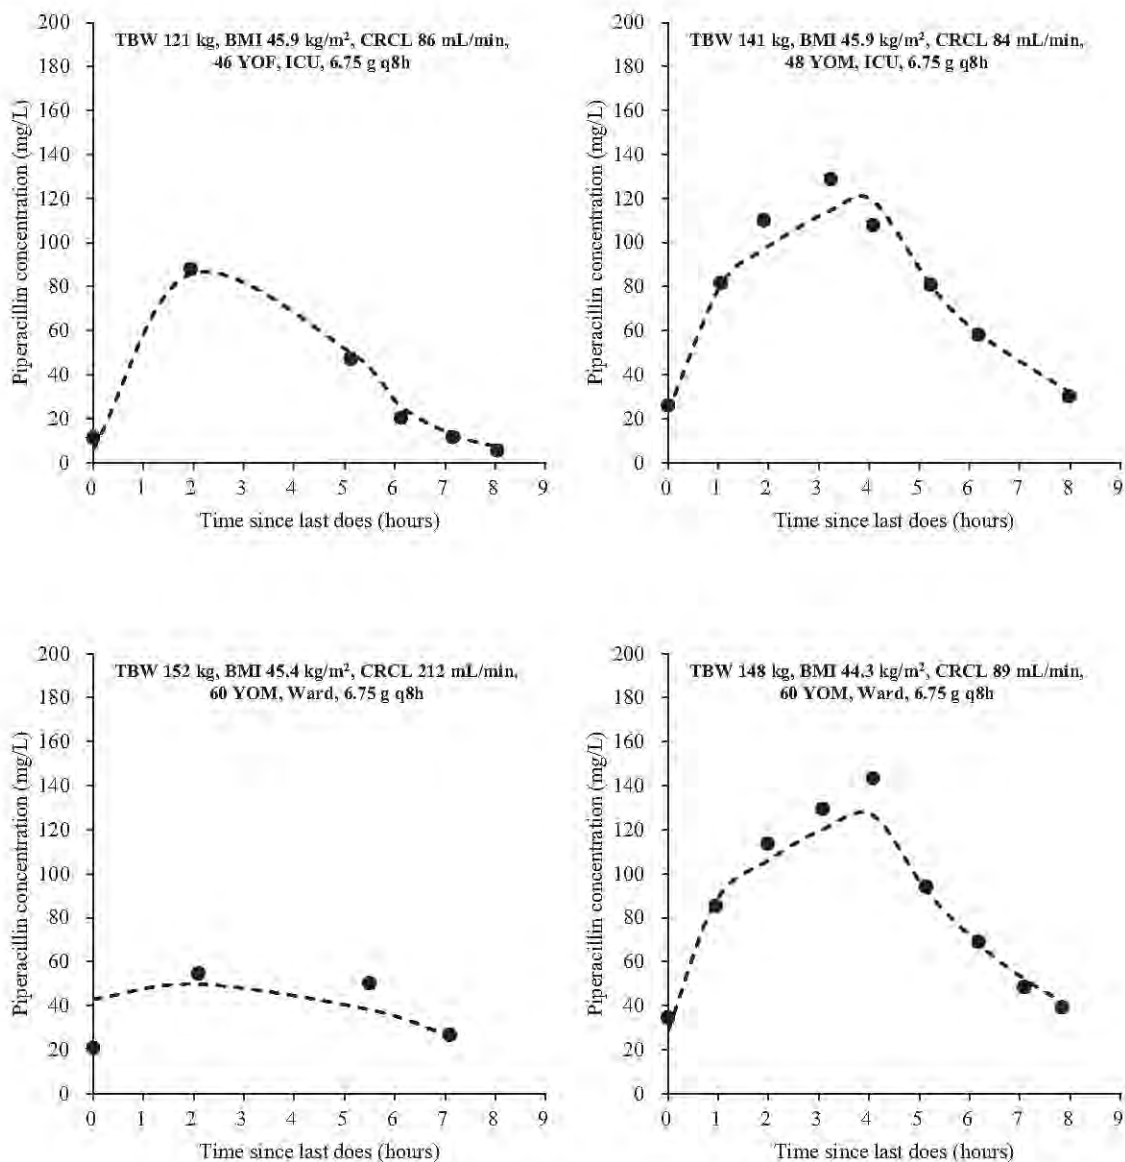 TBW 121 kg, BMI 45.9 kg/m², CRCL 86 mL/min,
46 YOF, ICU, 6.75 g q8h
Piperacillin concentration (mg/L)
200
180
160
140
120
100
80
60
40
20
0
0 1 2 3 4 5 6 7 8 9
Time since last does (hours)
TBW 141 kg, BMI 45.9 kg/m², CRCL 84 mL/min,
48 YOM, ICU, 6.75 g q8h
Piperacillin concentration (mg/L)
200
180
160
140
120
100
80
60
40
20
0
0 1 2 3 4 5 6 7 8 9
Time since last does (hours)
TBW 152 kg, BMI 45.4 kg/m², CRCL 212 mL/min,
60 YOM, Ward, 6.75 g q8h
Piperacillin concentration (mg/L)
200
180
160
140
120
100
80
60
40
20
0
0 1 2 3 4 5 6 7 8 9
Time since last does (hours)
TBW 148 kg, BMI 44.3 kg/m², CRCL 89 mL/min,
60 YOM, Ward, 6.75 g q8h
Piperacillin concentration (mg/L)
200
180
160
140
120
100
80
60
40
20
0
0 1 2 3 4 5 6 7 8 9
Time since last does (hours)